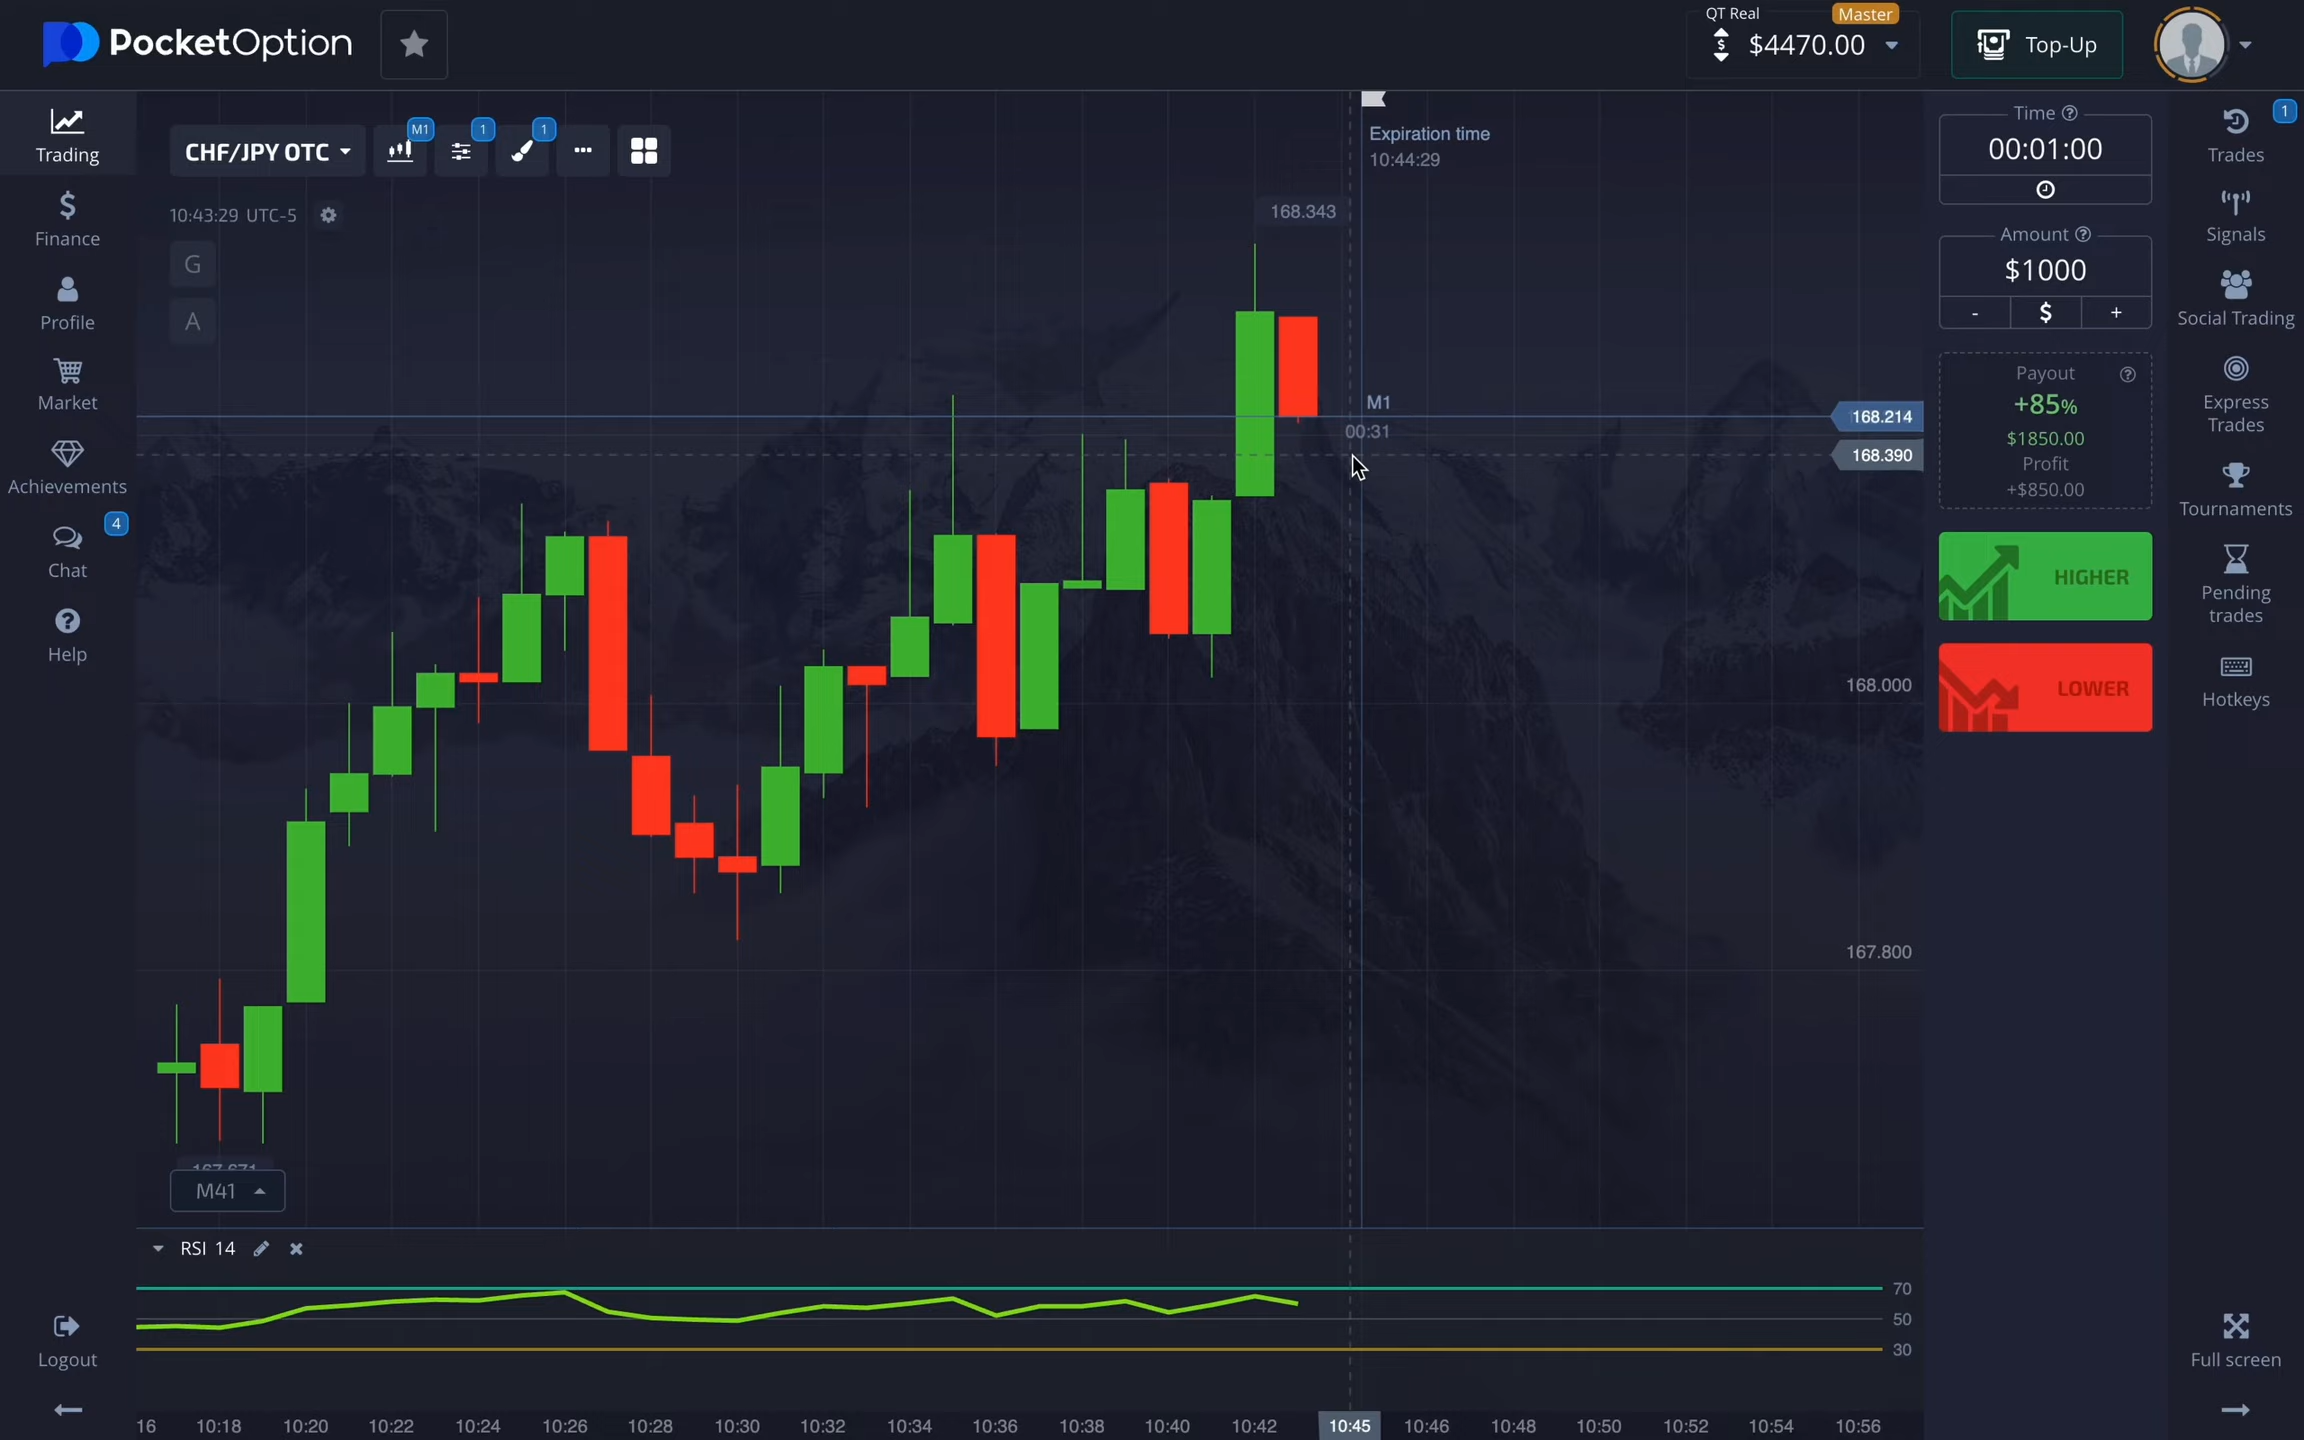 PocketOption
QT Real
Master
$4470.00
Top-Up
Trading
Finance
Profile
Market
Achievements
4
Chat
Help
Logout
CHF/JPY OTC
M1
1
1
10:43:29 UTC-5
G
A
Expiration time
10:44:29
168.343
M1
00:31
168.214
168.390
168.000
167.800
M41
RSI 14
70
50
30
16
10:18
10:20
10:22
10:24
10:26
10:28
10:30
10:32
10:34
10:36
10:38
10:40
10:42
10:45
10:46
10:48
10:50
10:52
10:54
10:56
Time
00:01:00
Amount
$1000
-
$
+
Payout
+85%
$1850.00
Profit
+$850.00
HIGHER
LOWER
1
Trades
Signals
Social Trading
Express
Trades
Tournaments
Pending
trades
Hotkeys
Full screen